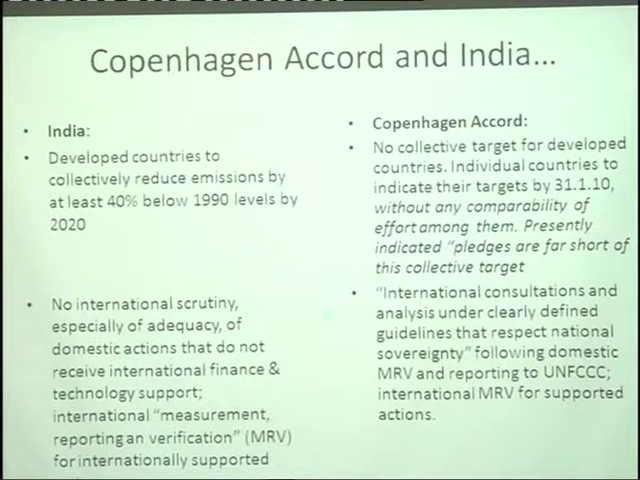 Copenhagen Accord and India...
• India:
• Developed countries to
collectively reduce emissions by
at least 40% below 1990 levels by
2020
• No international scrutiny,
especially of adequacy, of
domestic actions that do not
receive international finance &
technology support;
international “measurement,
reporting an verification” (MRV)
for internationally supported
• Copenhagen Accord:
• No collective target for developed
countries. Individual countries to
indicate their targets by 31.1.10,
without any comparability of
effort among them. Presently
indicated “pledges are far short of
this collective target
• “International consultations and
analysis under clearly defined
guidelines that respect national
sovereignty” following domestic
MRV and reporting to UNFCCC;
international MRV for supported
actions.